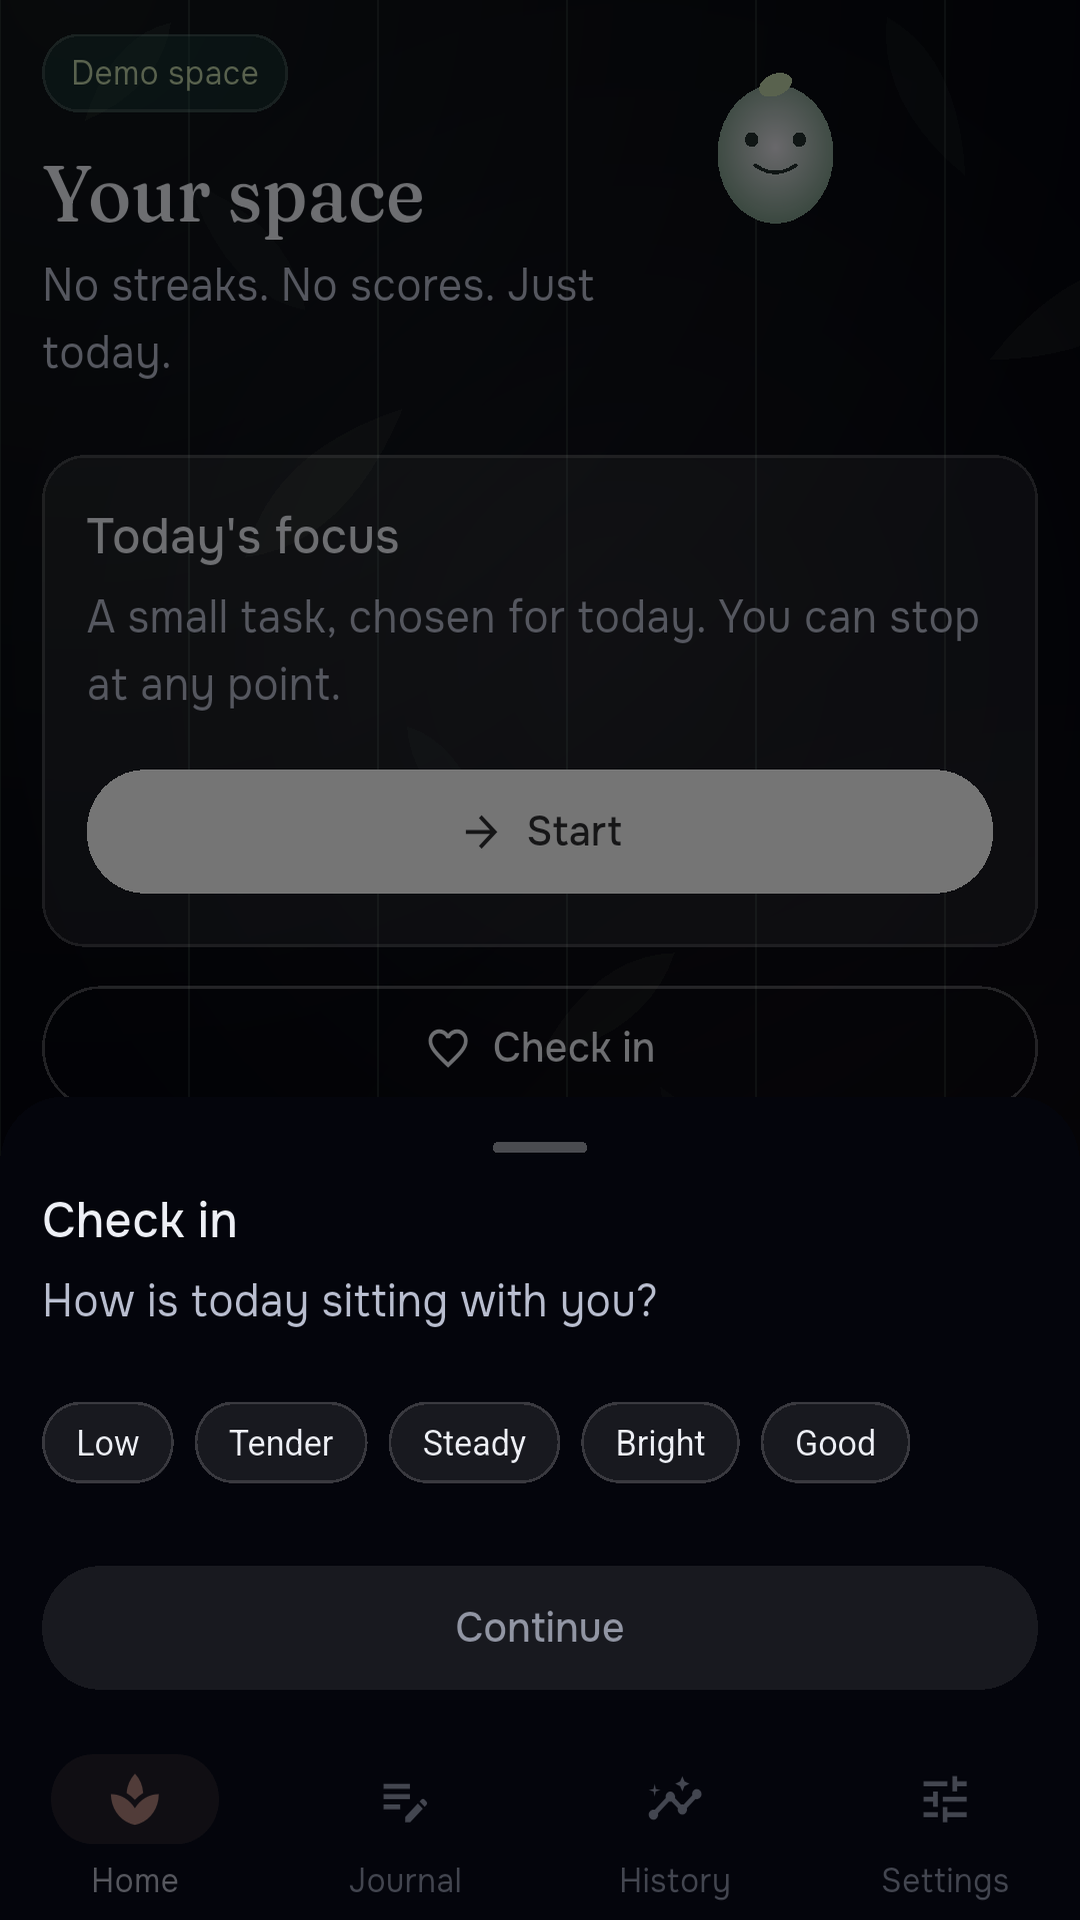 Demo space
Your space
No streaks. No scores. Just
today.
Today's focus
A small task, chosen for today. You can stop
at any point.
Start
Check in
Check in
How is today sitting with you?
Low Tender Steady Bright Good
Continue
Home Journal History Settings